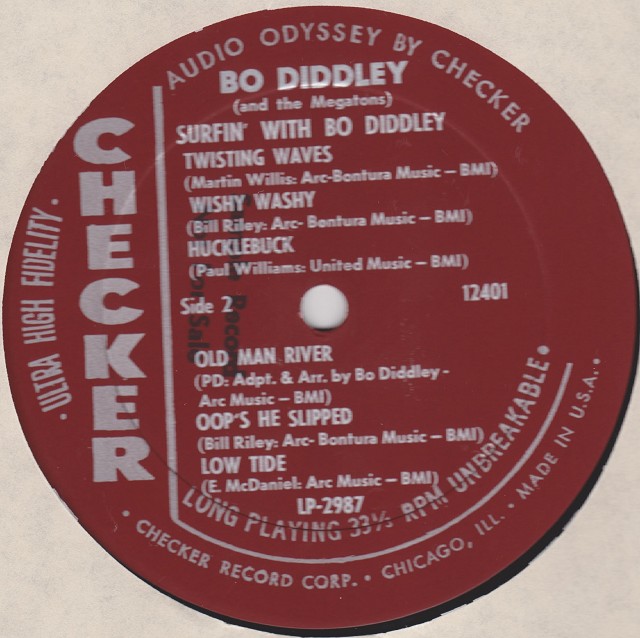 AUDIO ODYSSEY BY CHECKER
BO DIDDLEY
(and the Megatons)
SURFIN' WITH BO DIDDLEY
TWISTING WAVES
(Martin Willis: Arc-Bontura Music – BMI)
WISHY WASHY
(Bill Riley: Arc- Bontura Music – BMI)
HUCKLEBUCK
(Paul Williams: United Music – BMI)
Side 2
12401
OLD MAN RIVER
(PD: Adpt. & Arr. by Bo Diddley -
Arc Music – BMI)
OOP'S HE SLIPPED
(Bill Riley: Arc- Bontura Music – BMI)
LOW TIDE
(E. McDaniel: Arc Music – BMI)
LP-2987
LONG PLAYING 33⅓ RPM UNBREAKABLE •
CHECKER
• ULTRA HIGH FIDELITY •
• CHECKER RECORD CORP. • CHICAGO, ILL. • MADE IN U.S.A. •
Record
Sale